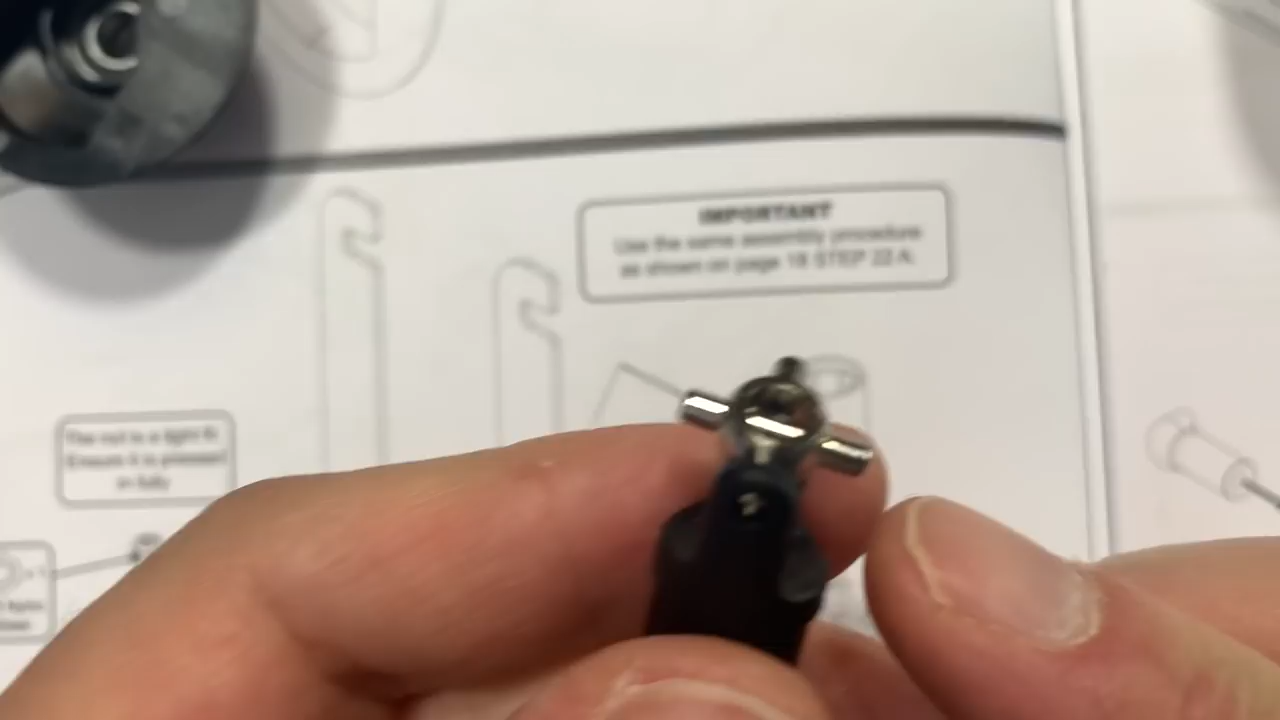 IMPORTANT
Use the same assembly procedure
as shown on page 18 STEP 22 A.
The nut is a tight fit.
Ensure it is pressed
in fully